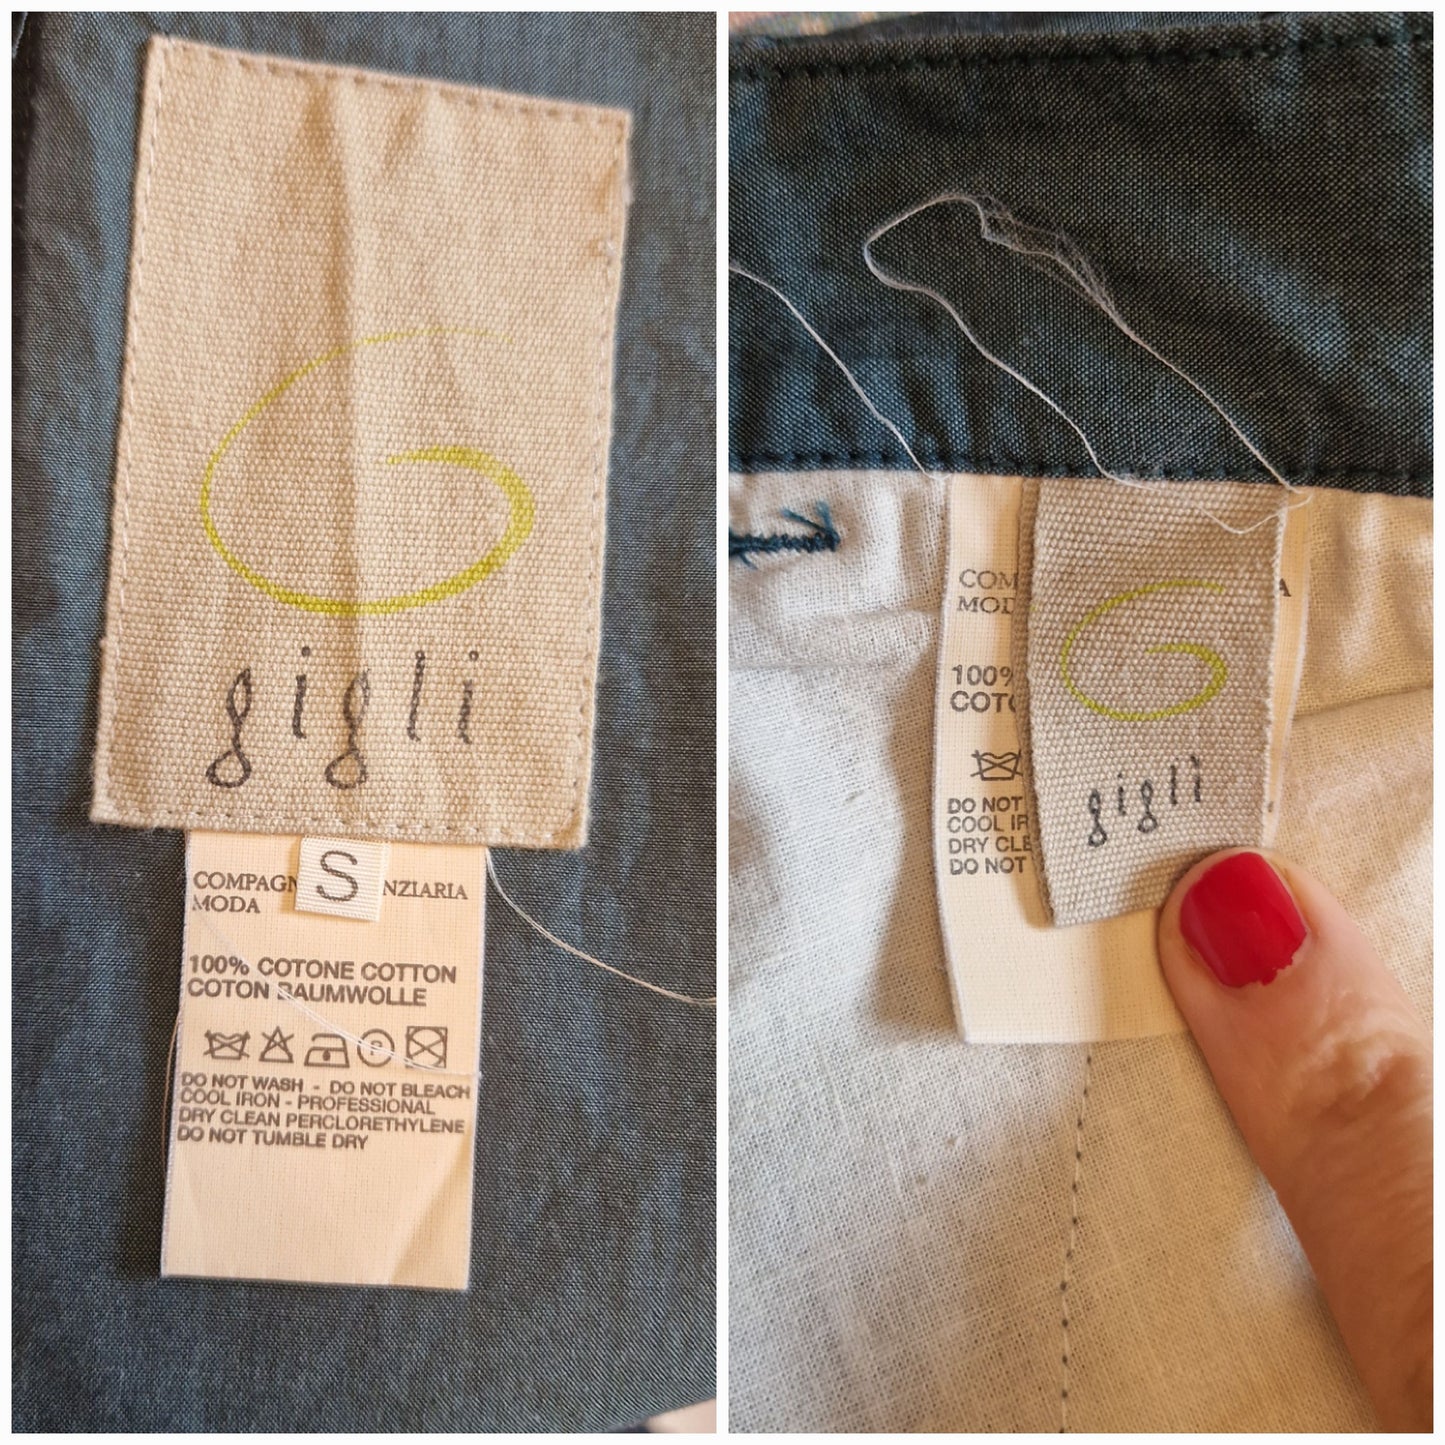 gigli
S
COMPAGN NZIARIA
MODA
100% COTONE COTTON
COTON BAUMWOLLE
P
DO NOT WASH - DO NOT BLEACH
COOL IRON - PROFESSIONAL
DRY CLEAN PERCLORETHYLENE
DO NOT TUMBLE DRY
COM A
MOD
100%
COTO
DO NOT
COOL IR
DRY CLE
DO NOT
gigli